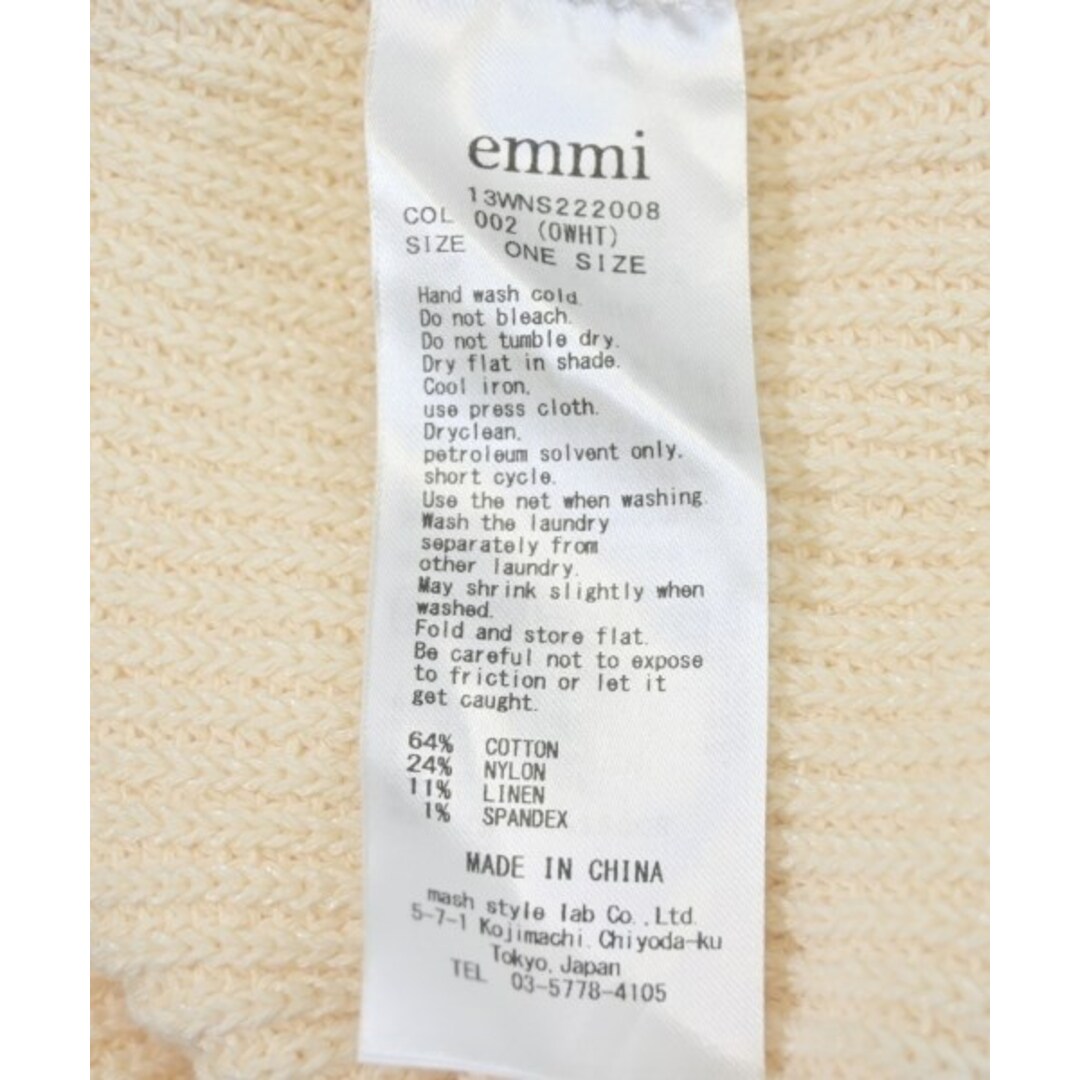 emmi
13WNS222008
COL 002 (OWHT)
SIZE ONE SIZE
Hand wash cold.
Do not bleach.
Do not tumble dry.
Dry flat in shade.
Cool iron,
use press cloth.
Dryclean,
petroleum solvent only.
short cycle.
Use the net when washing.
Wash the laundry
separately from
other laundry.
May shrink slightly when
washed.
Fold and store flat.
Be careful not to expose
to friction or let it
get caught.
64% COTTON
24% NYLON
11% LINEN
1% SPANDEX
MADE IN CHINA
mash style lab Co.,Ltd.
5-7-1 Kojimachi, Chiyoda-ku
Tokyo, Japan
TEL 03-5778-4105